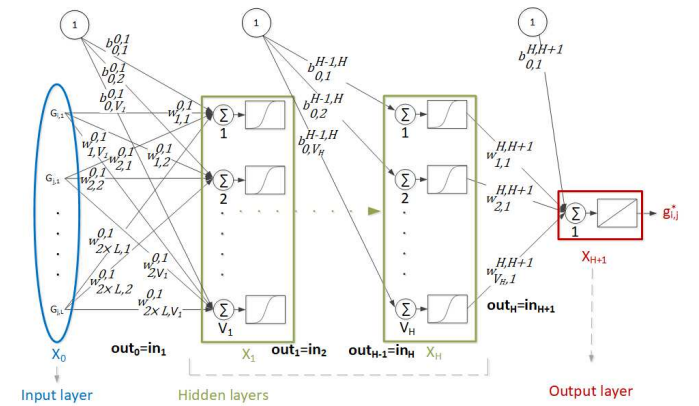 1
1
1
b^{0,1}_{0,1}
b^{0,1}_{0,2}
b^{0,1}_{0,V_1}
b^{H-1,H}_{0,1}
b^{H-1,H}_{0,2}
b^{H-1,H}_{0,V_H}
b^{H,H+1}_{0,1}
G_{i,1}
G_{j,1}
G_{j,L}
w^{0,1}_{1,1}
w^{0,1}_{1,V_1}
w^{0,1}_{2,1}
w^{0,1}_{1,2}
w^{0,1}_{2,2}
w^{0,1}_{2×L,1}
w^{0,1}_{2×L,2}
w^{0,1}_{2,V_1}
w^{0,1}_{2×L,V_1}
∑
1
∑
2
∑
V_1
∑
1
∑
2
∑
V_H
w^{H,H+1}_{1,1}
w^{H,H+1}_{2,1}
w^{H,H+1}_{V_H,1}
∑
1
g^*_{i,j}
X_{H+1}
out_H=in_{H+1}
X_0
out_0=in_1
X_1
out_1=in_2
out_{H-1}=in_H
X_H
Input layer
Hidden layers
Output layer